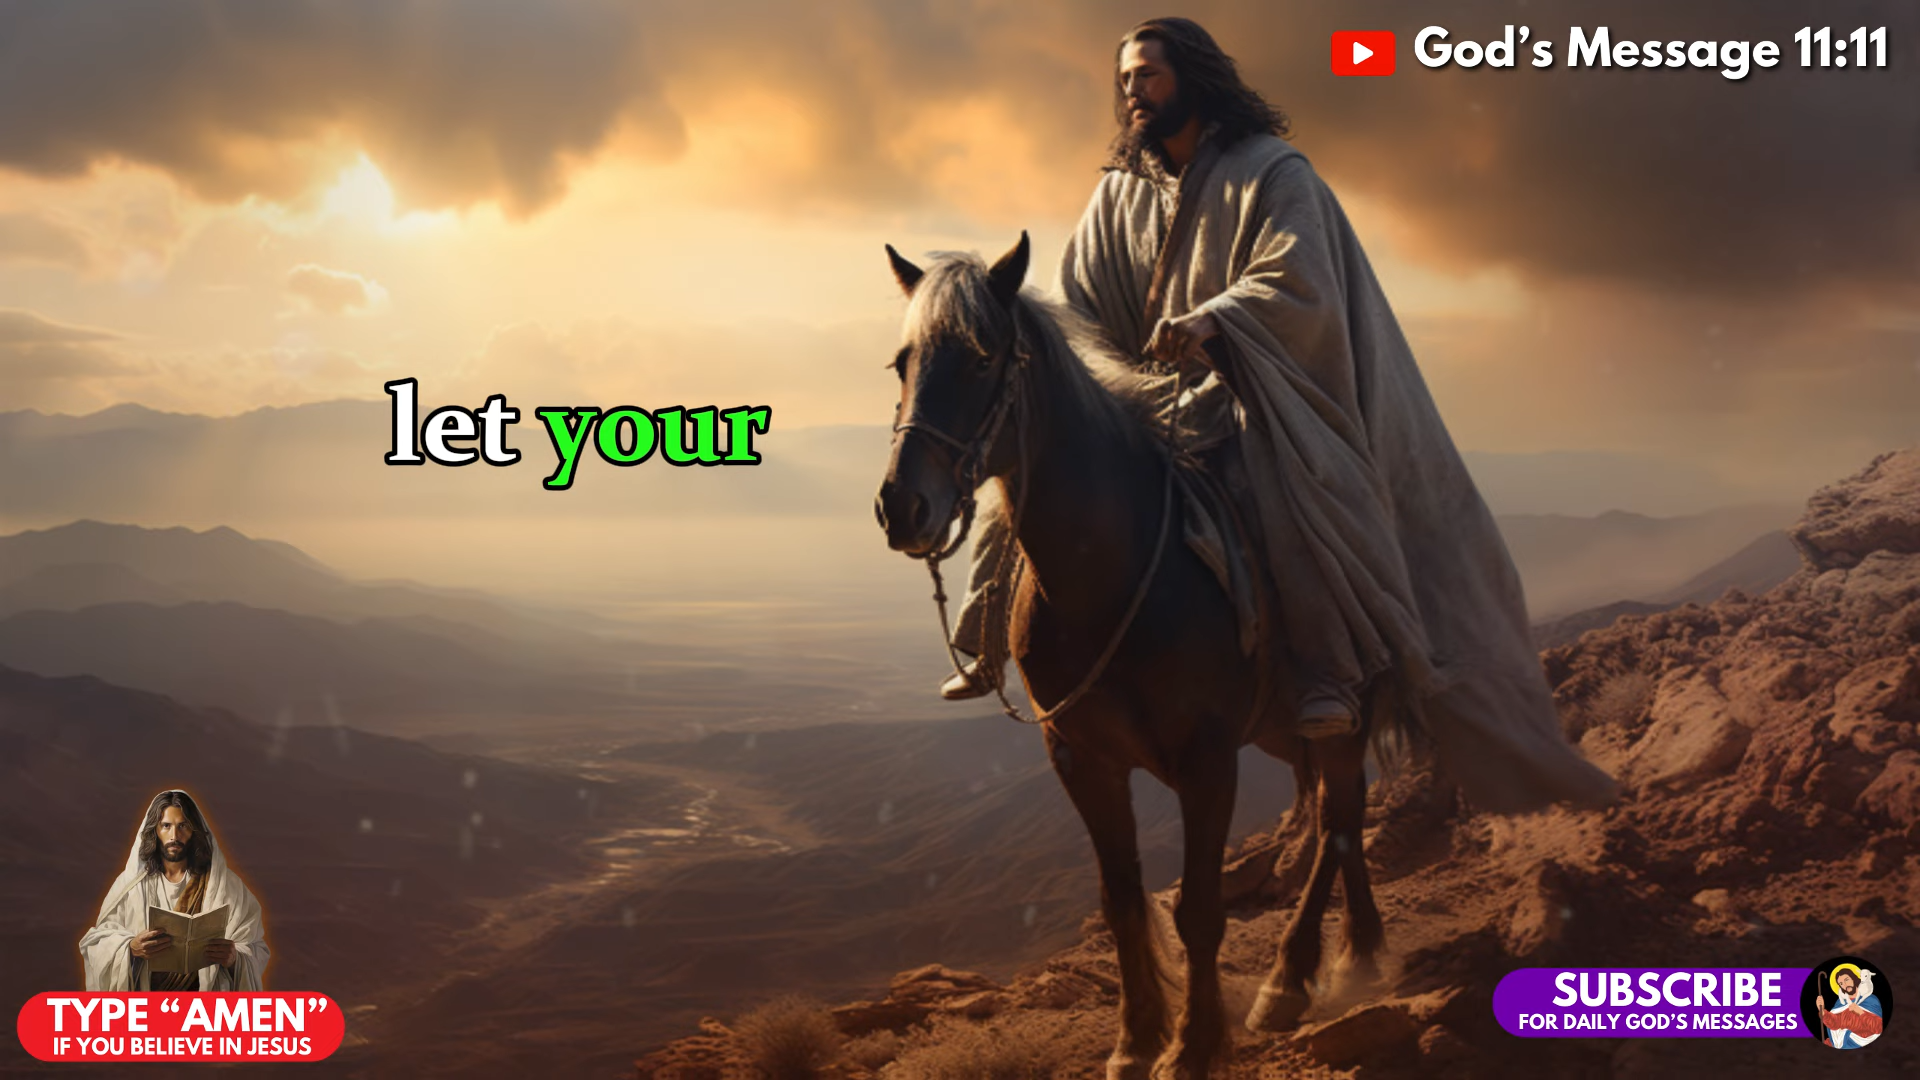 God’s Message 11:11
let your
TYPE “AMEN”
IF YOU BELIEVE IN JESUS
SUBSCRIBE
FOR DAILY GOD’S MESSAGES